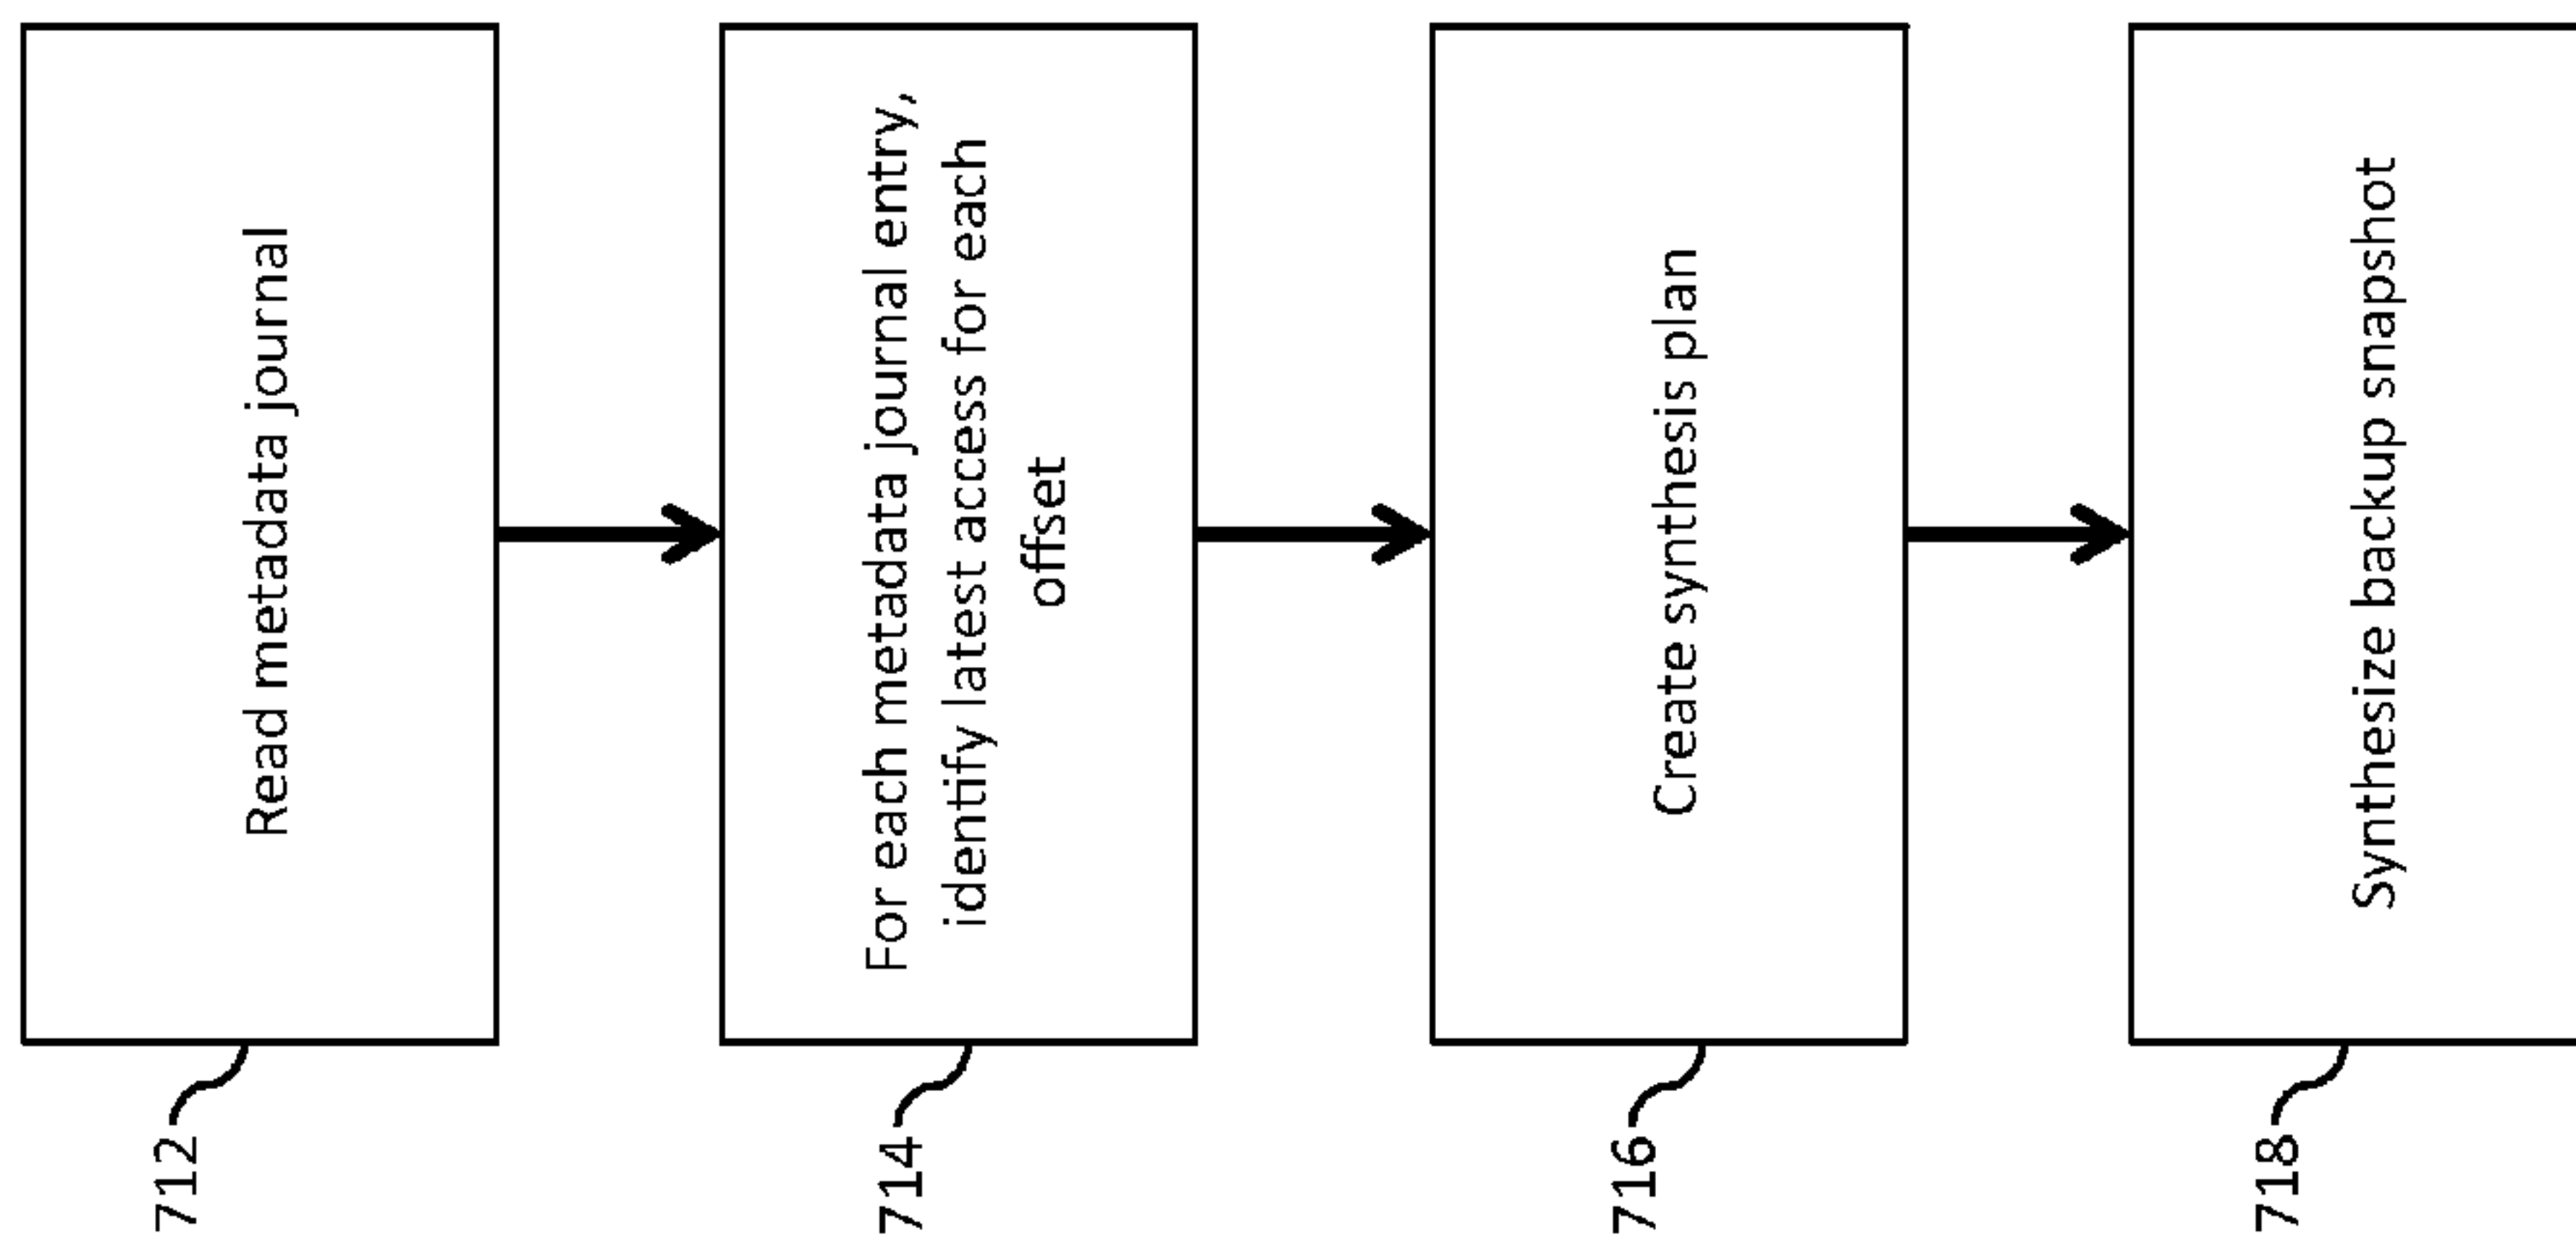 712
Read metadata journal
714
For each metadata journal entry,
identify latest access for each
offset
716
Create synthesis plan
718
Synthesize backup snapshot